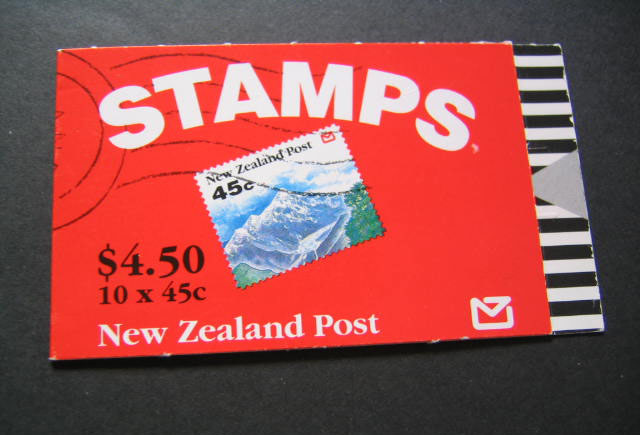 STAMPS
New Zealand Post
45c
$4.50
10 x 45c
New Zealand Post